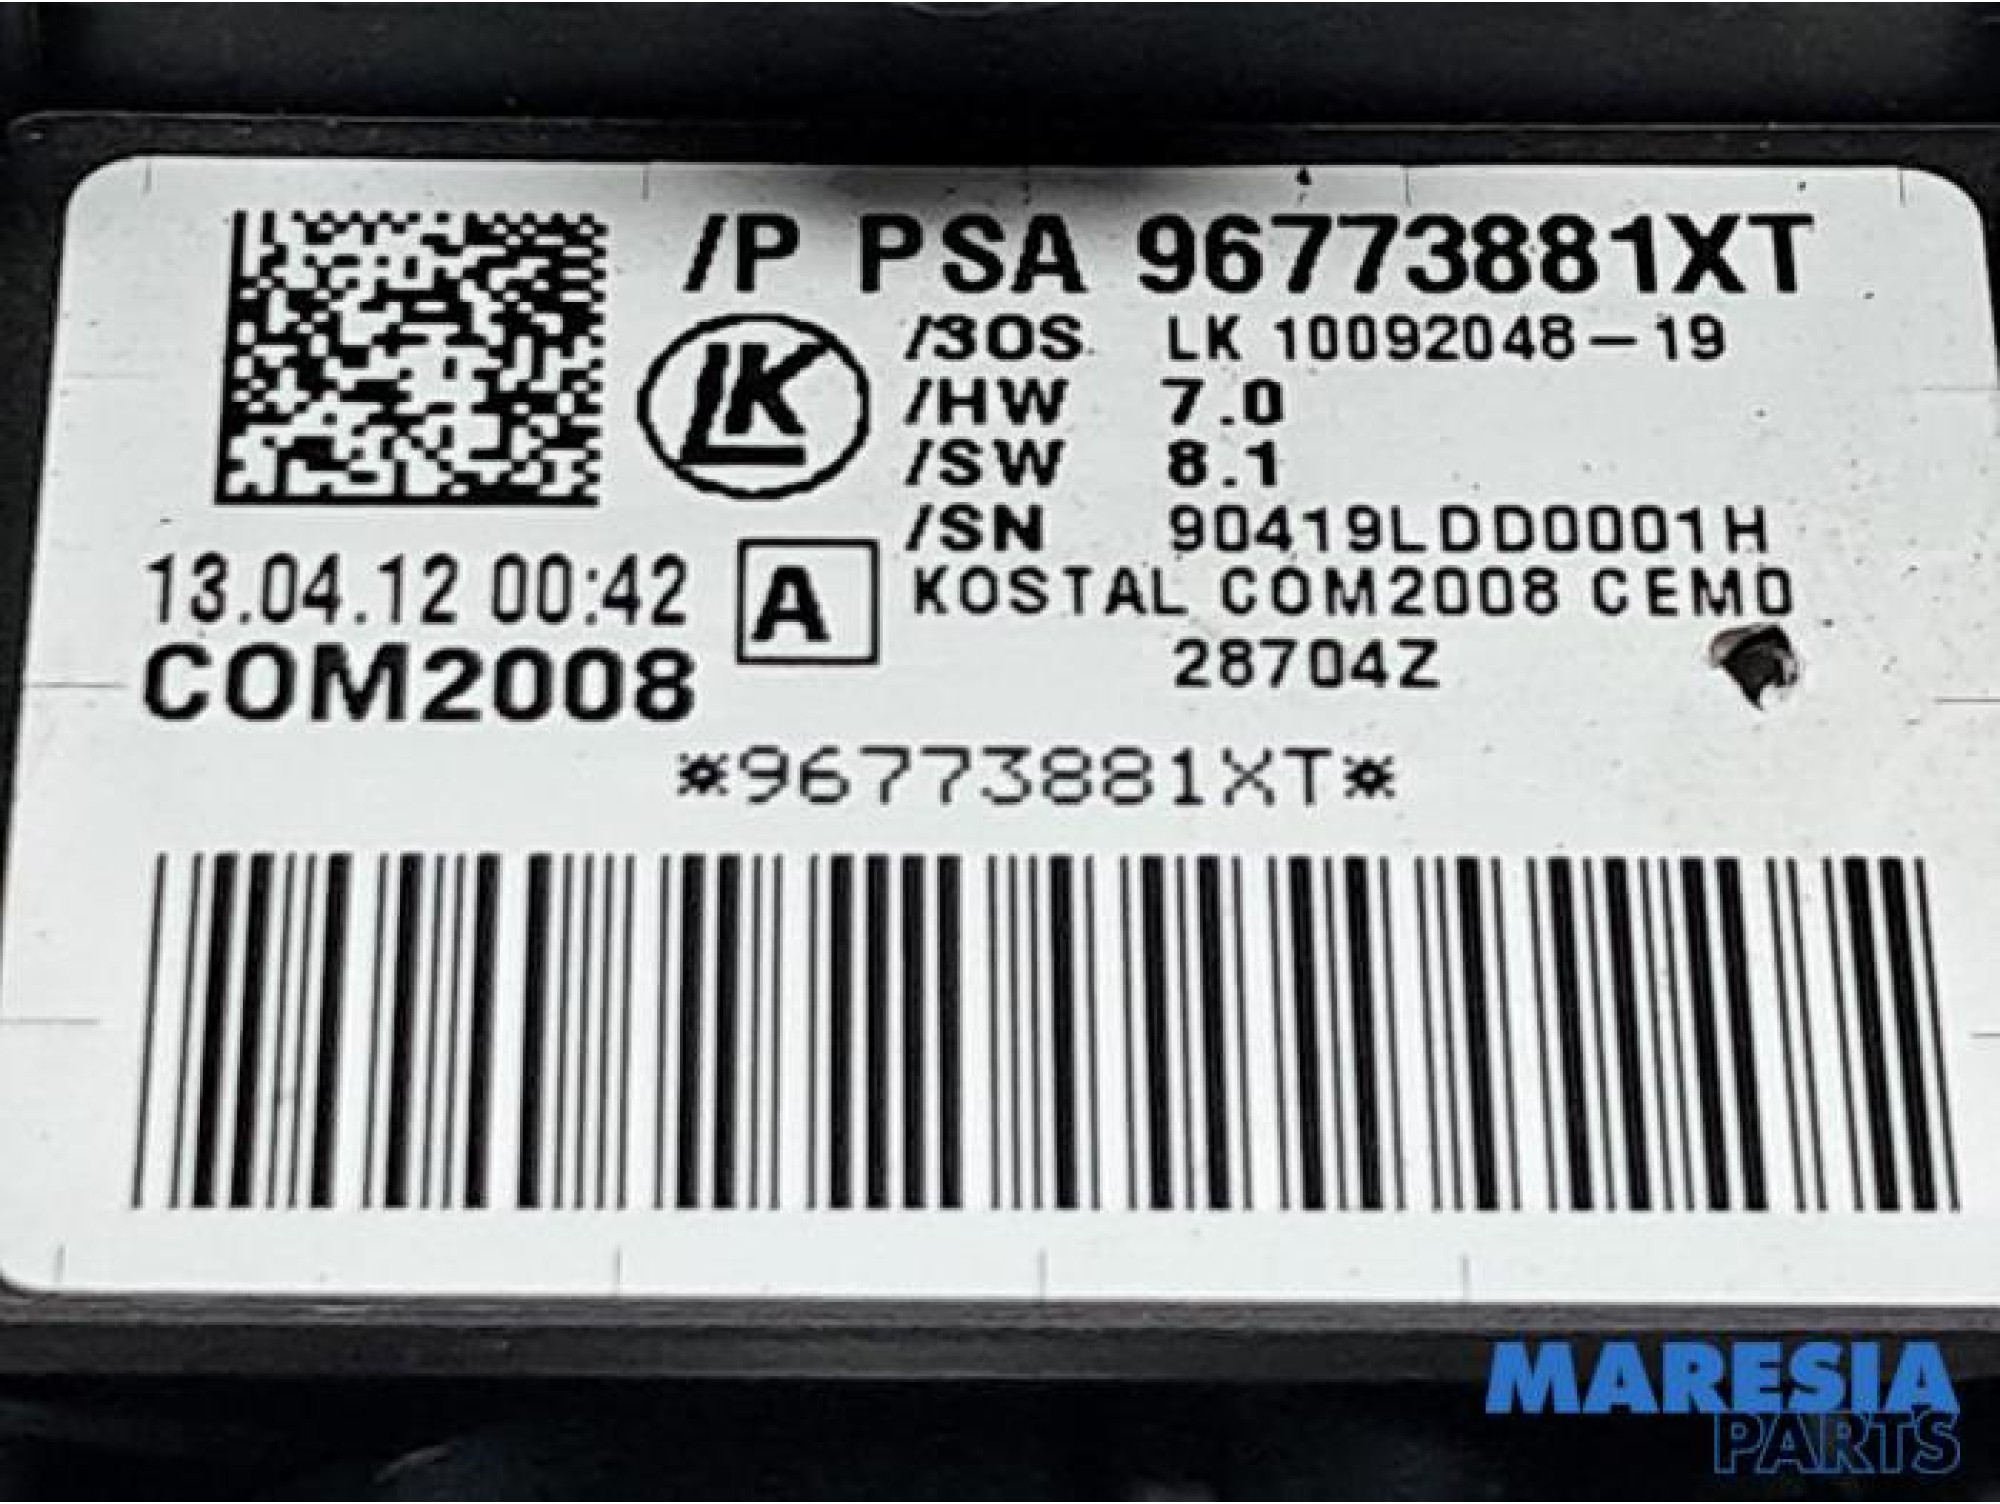 /P PSA 96773881XT
/3OS LK 10092048-19
LK
/HW 7.0
/SW 8.1
/SN 90419LDD0001H
13.04.12 00:42
A
KOSTAL COM2008 CEMO
28704Z
COM2008
*96773881XT*
MARESIA
PARTS